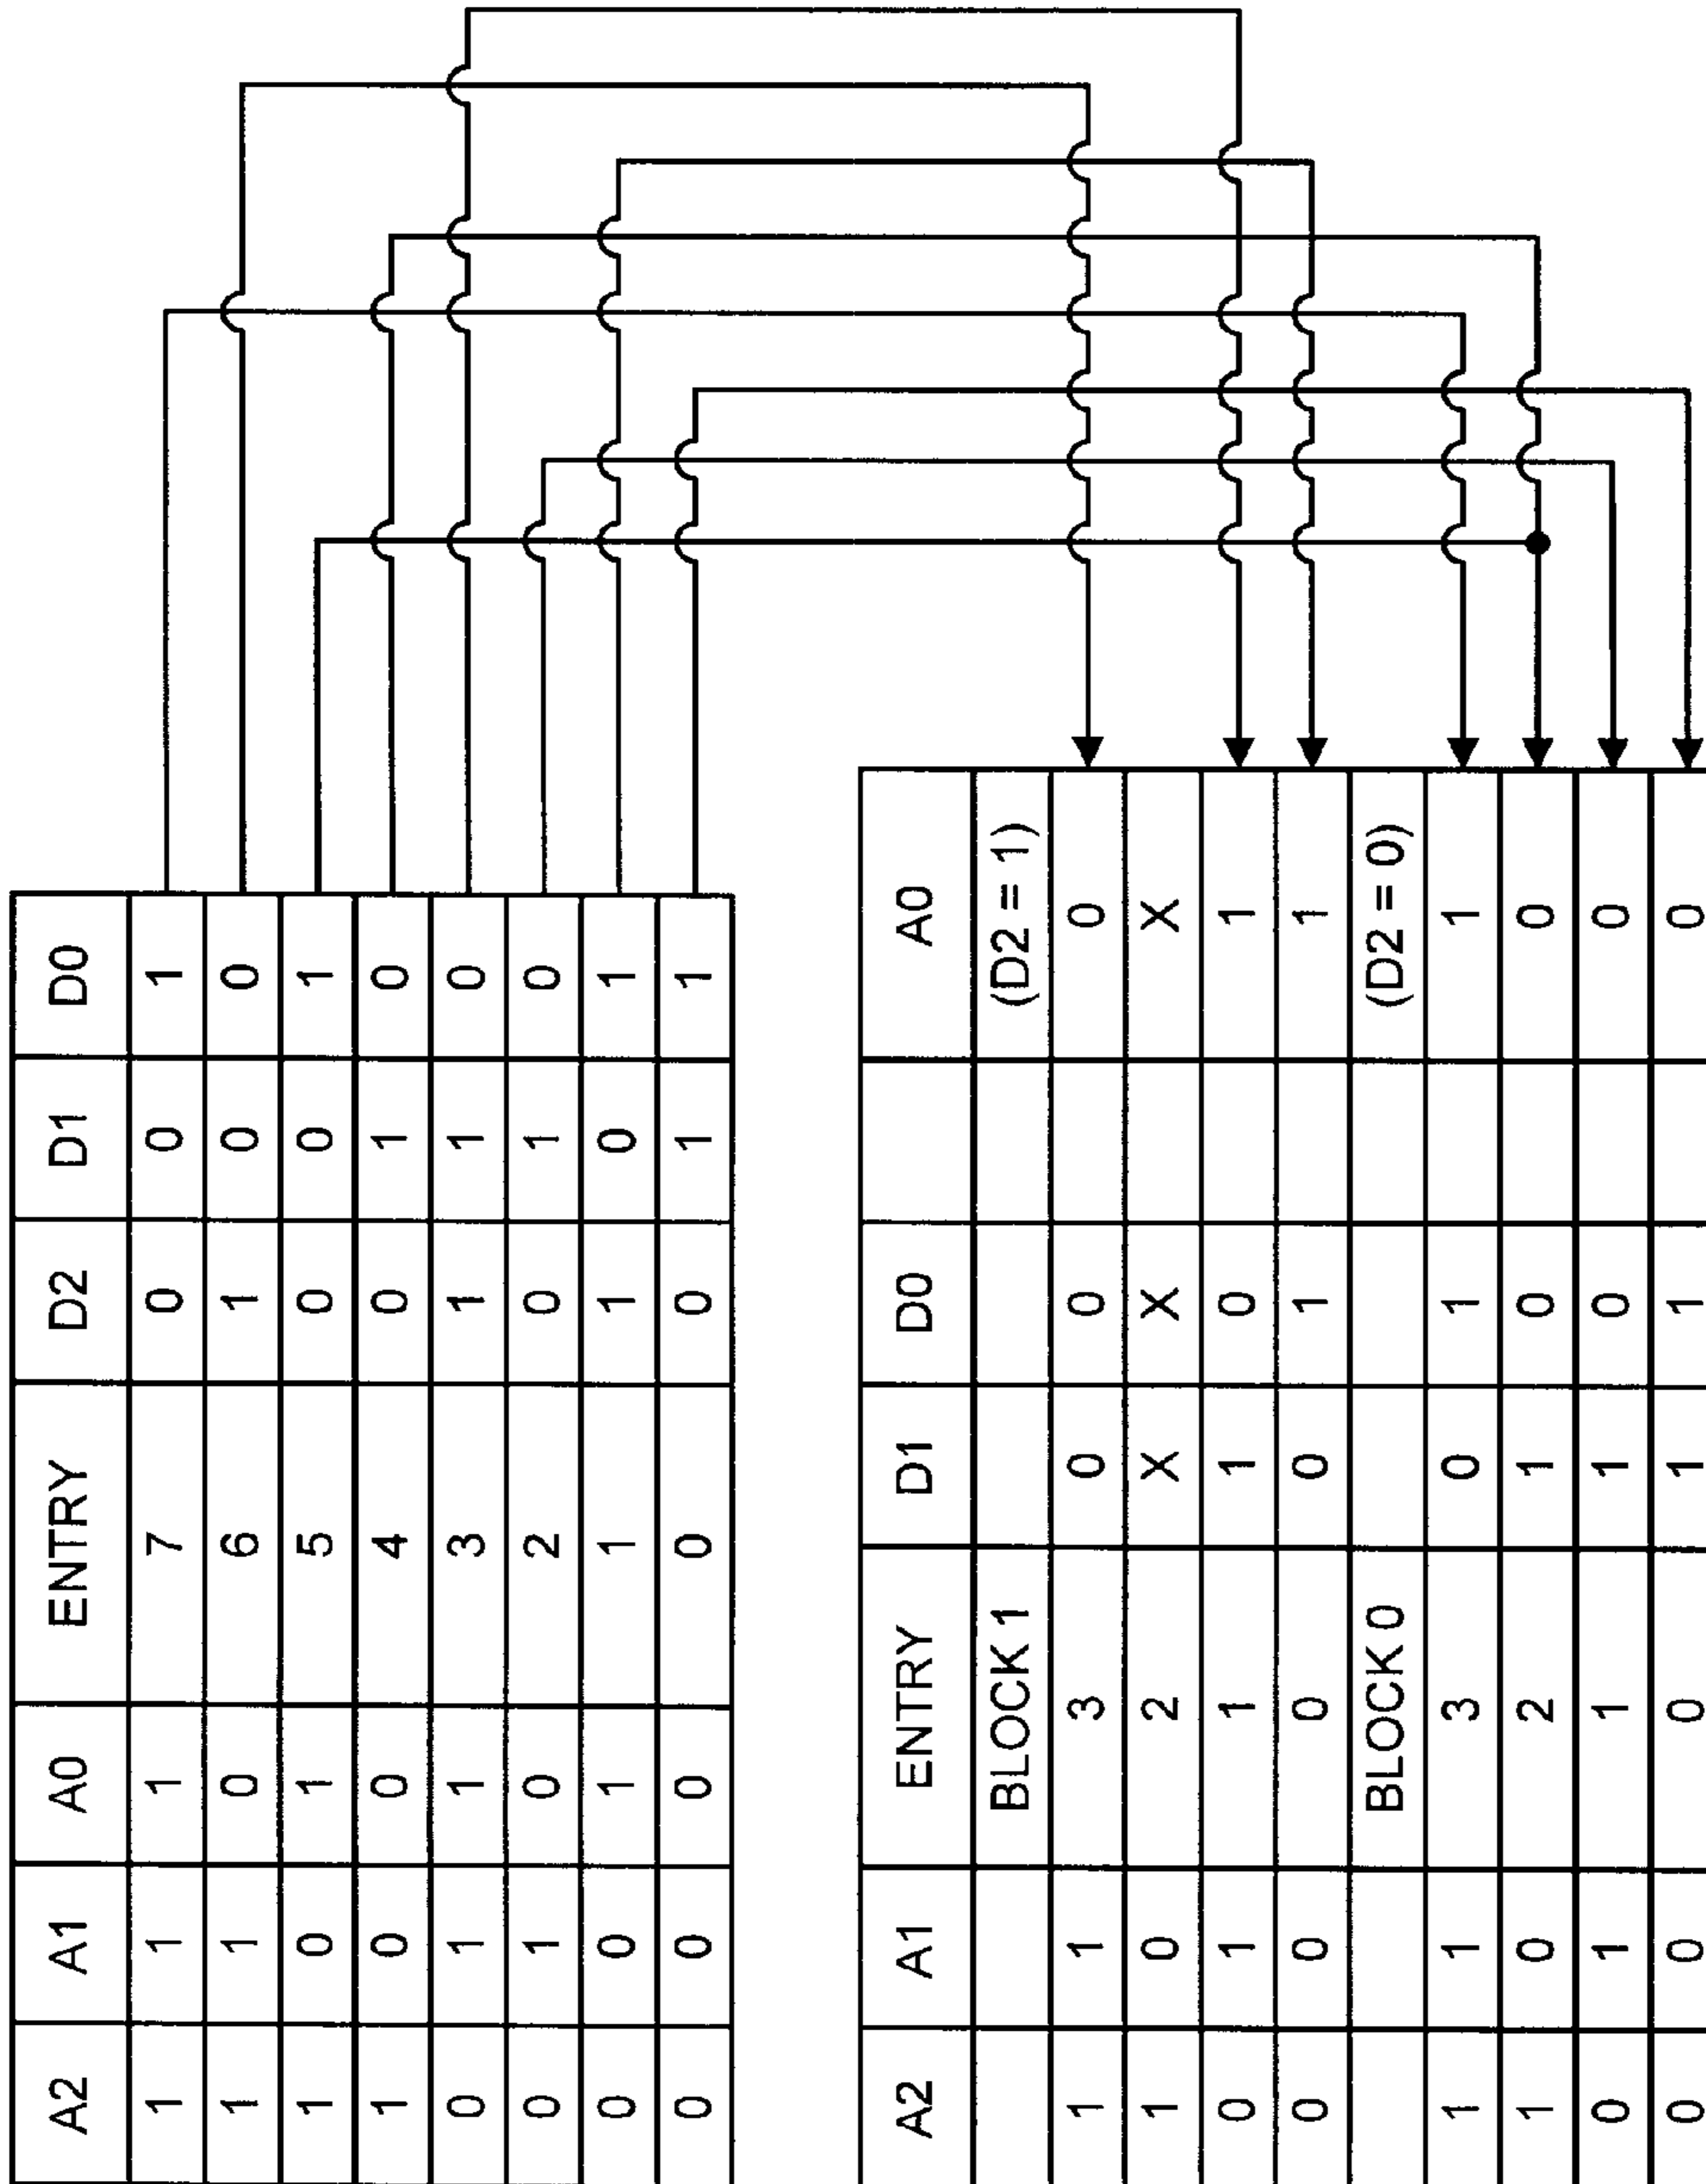 A2 A1 A0 ENTRY D2 D1 D0
1 1 1 7 0 0 1
1 1 0 6 1 0 0
1 0 1 5 0 0 1
1 0 0 4 0 1 0
0 1 1 3 1 1 0
0 1 0 2 0 1 0
0 0 1 1 1 0 1
0 0 0 0 0 1 1
A2 A1 ENTRY D1 D0 A0
BLOCK 1 (D2 = 1)
1 1 3 0 0 0
1 0 2 X X X
0 1 1 1 0 1
0 0 0 0 1 1
BLOCK 0 (D2 = 0)
1 1 3 0 1 1
1 0 2 1 0 0
0 1 1 1 0 0
0 0 0 1 1 0